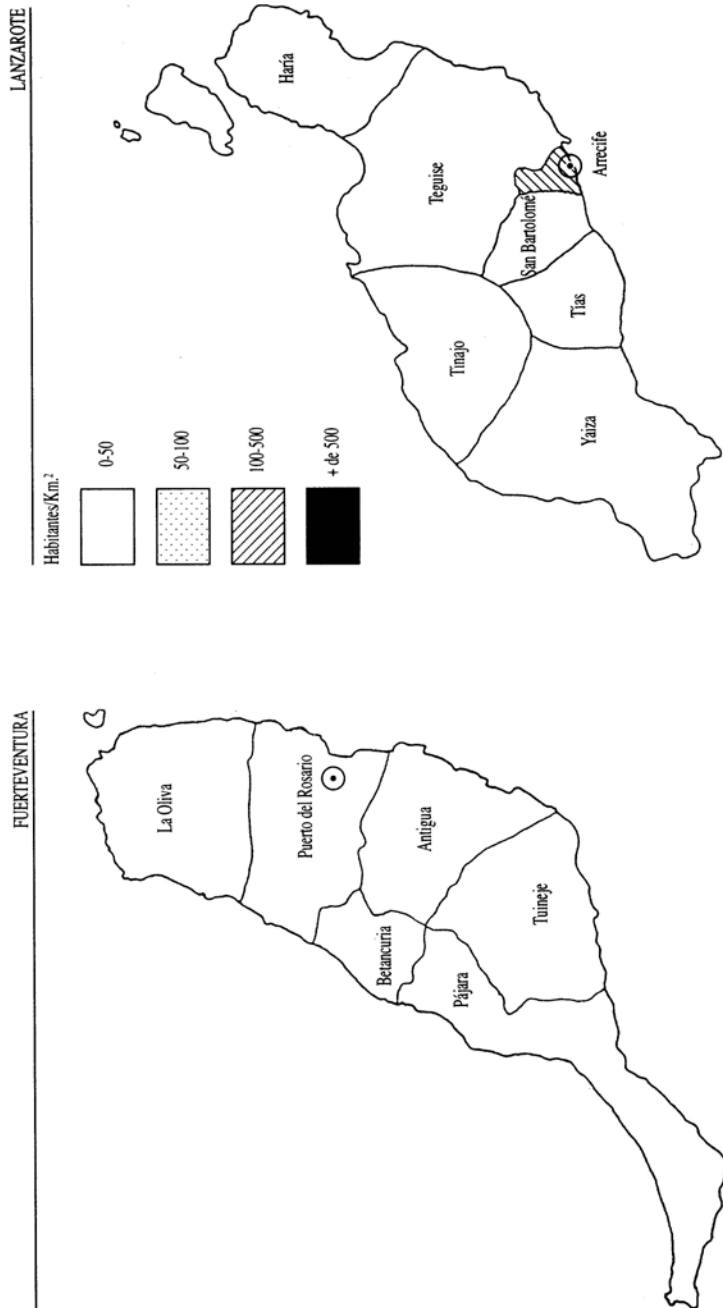 FUERTEVENTURA
La Oliva
Puerto del Rosario
Betancuria
Antigua
Pájara
Tuineje
LANZAROTE
Habitantes/Km.²
0-50
50-100
100-500
+ de 500
Haría
Teguise
San Bartolomé
Arrecife
Tinajo
Tías
Yaiza